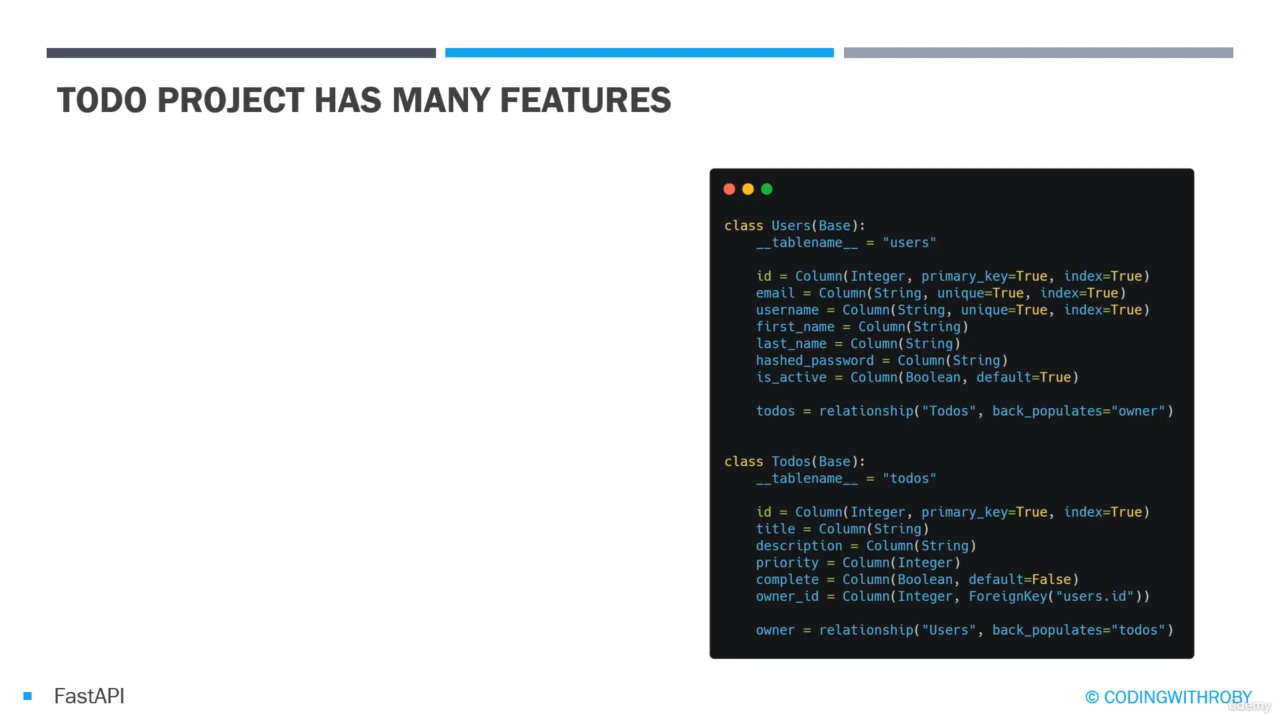 TODO PROJECT HAS MANY FEATURES
class Users(Base):
    __tablename__ = "users"
    id = Column(Integer, primary_key=True, index=True)
    email = Column(String, unique=True, index=True)
    username = Column(String, unique=True, index=True)
    first_name = Column(String)
    last_name = Column(String)
    hashed_password = Column(String)
    is_active = Column(Boolean, default=True)
    todos = relationship("Todos", back_populates="owner")
class Todos(Base):
    __tablename__ = "todos"
    id = Column(Integer, primary_key=True, index=True)
    title = Column(String)
    description = Column(String)
    priority = Column(Integer)
    complete = Column(Boolean, default=False)
    owner_id = Column(Integer, ForeignKey("users.id"))
    owner = relationship("Users", back_populates="todos")
FastAPI
© CODINGWITHROBY
udemy